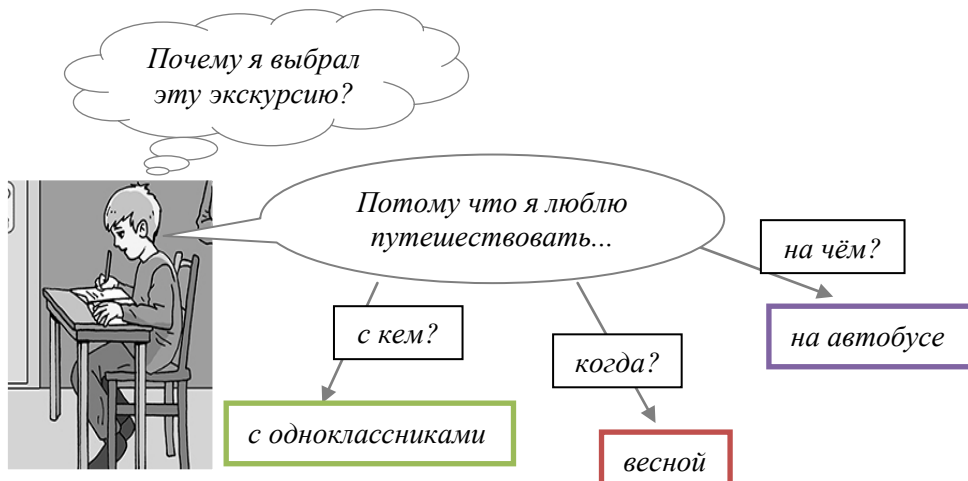 Почему я выбрал
эту экскурсию?
Потому что я люблю
путешествовать...
на чём?
на автобусе
с кем?
когда?
с одноклассниками
весной